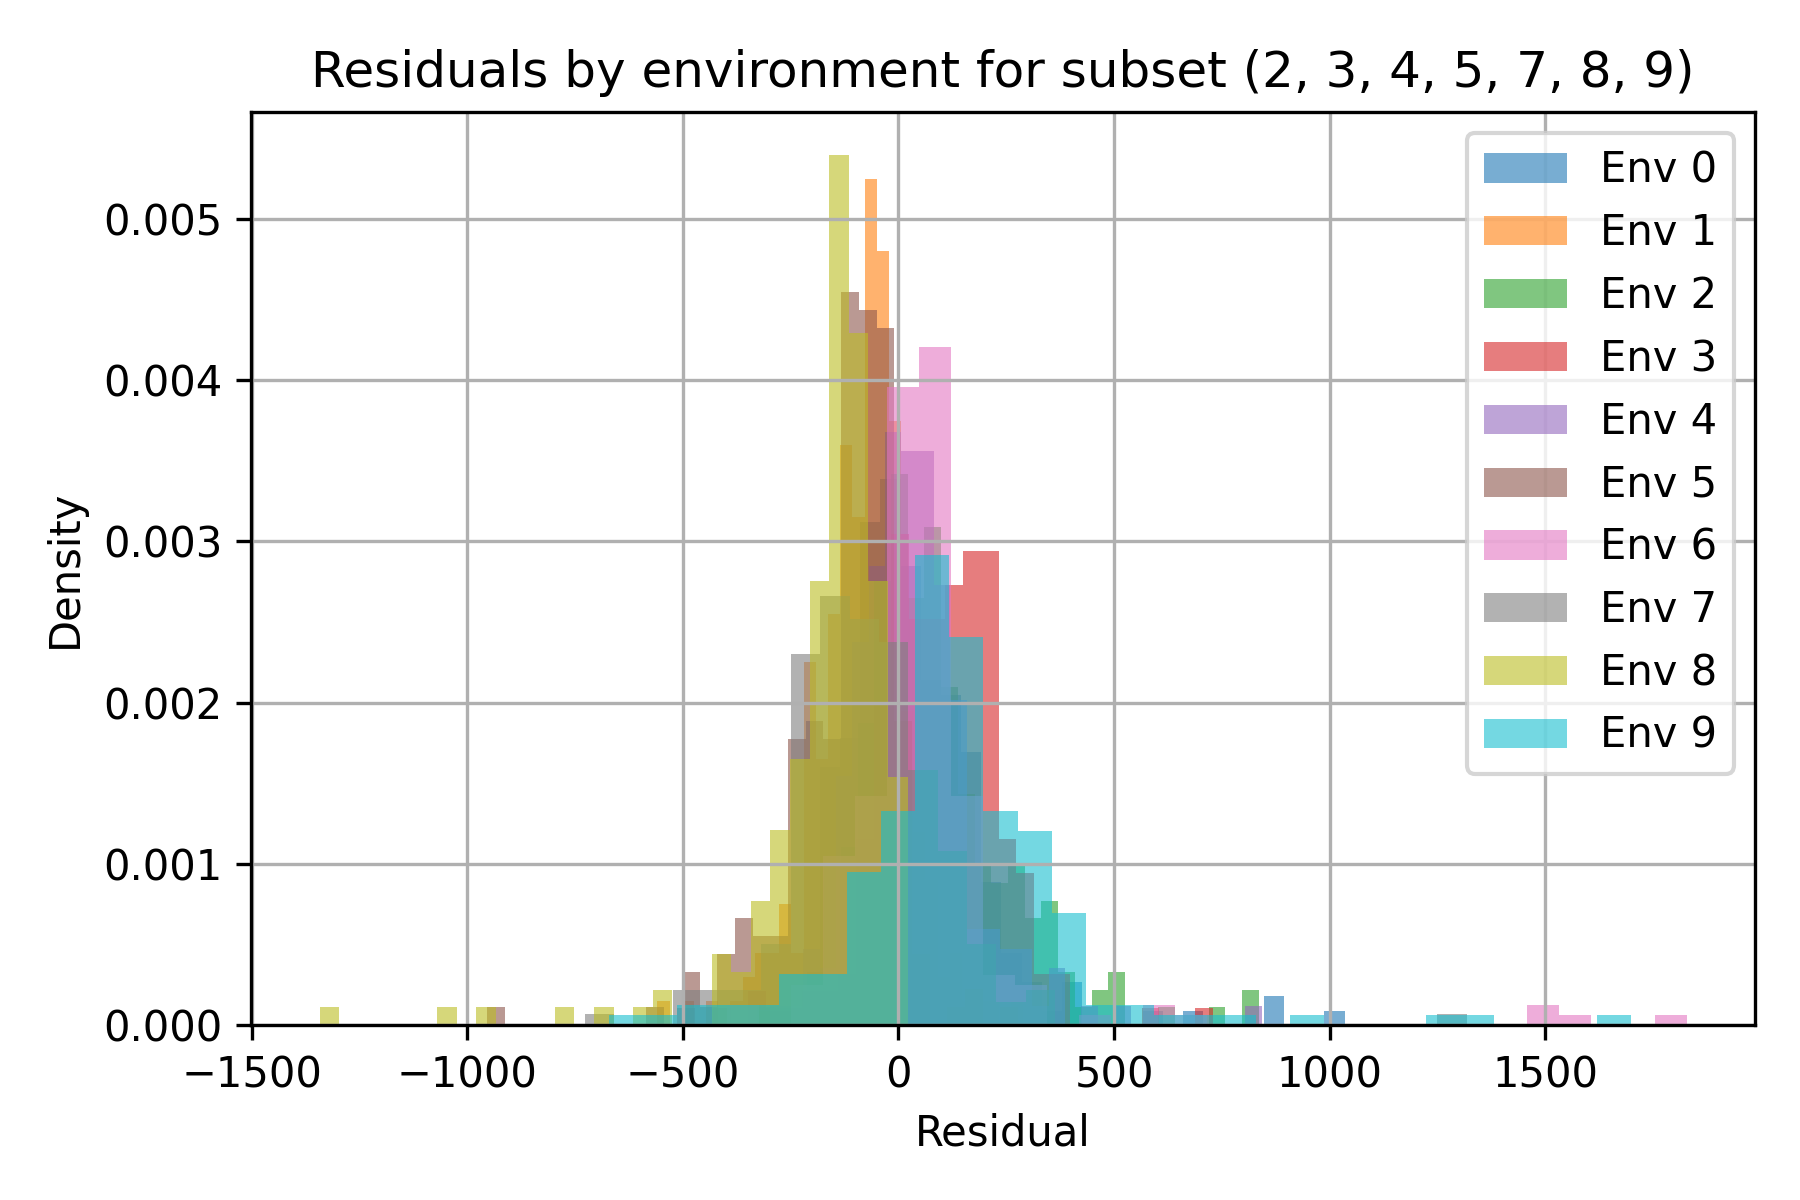 Residuals by environment for subset (2, 3, 4, 5, 7, 8, 9)
Density
0.005
0.004
0.003
0.002
0.001
0.000
−1500
−1000
−500
0
500
1000
1500
Residual
Env 0
Env 1
Env 2
Env 3
Env 4
Env 5
Env 6
Env 7
Env 8
Env 9